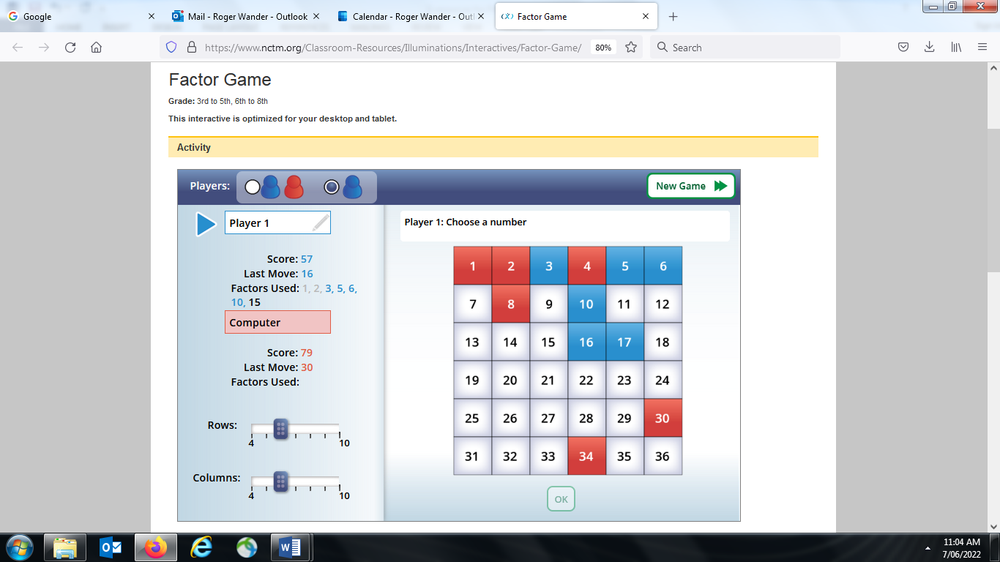 Google
Mail - Roger Wander - Outlook
Calendar - Roger Wander - Outl
Factor Game
https://www.nctm.org/Classroom-Resources/Illuminations/Interactives/Factor-Game/
80%
Search
Factor Game
Grade: 3rd to 5th, 6th to 8th
This interactive is optimized for your desktop and tablet.
Activity
Players:
New Game
Player 1
Score: 57
Last Move: 16
Factors Used: 1, 2, 3, 5, 6,
10, 15
Computer
Score: 79
Last Move: 30
Factors Used:
Rows:
4 10
Columns:
4 10
Player 1: Choose a number
1 2 3 4 5 6
7 8 9 10 11 12
13 14 15 16 17 18
19 20 21 22 23 24
25 26 27 28 29 30
31 32 33 34 35 36
OK
11:04 AM
7/06/2022